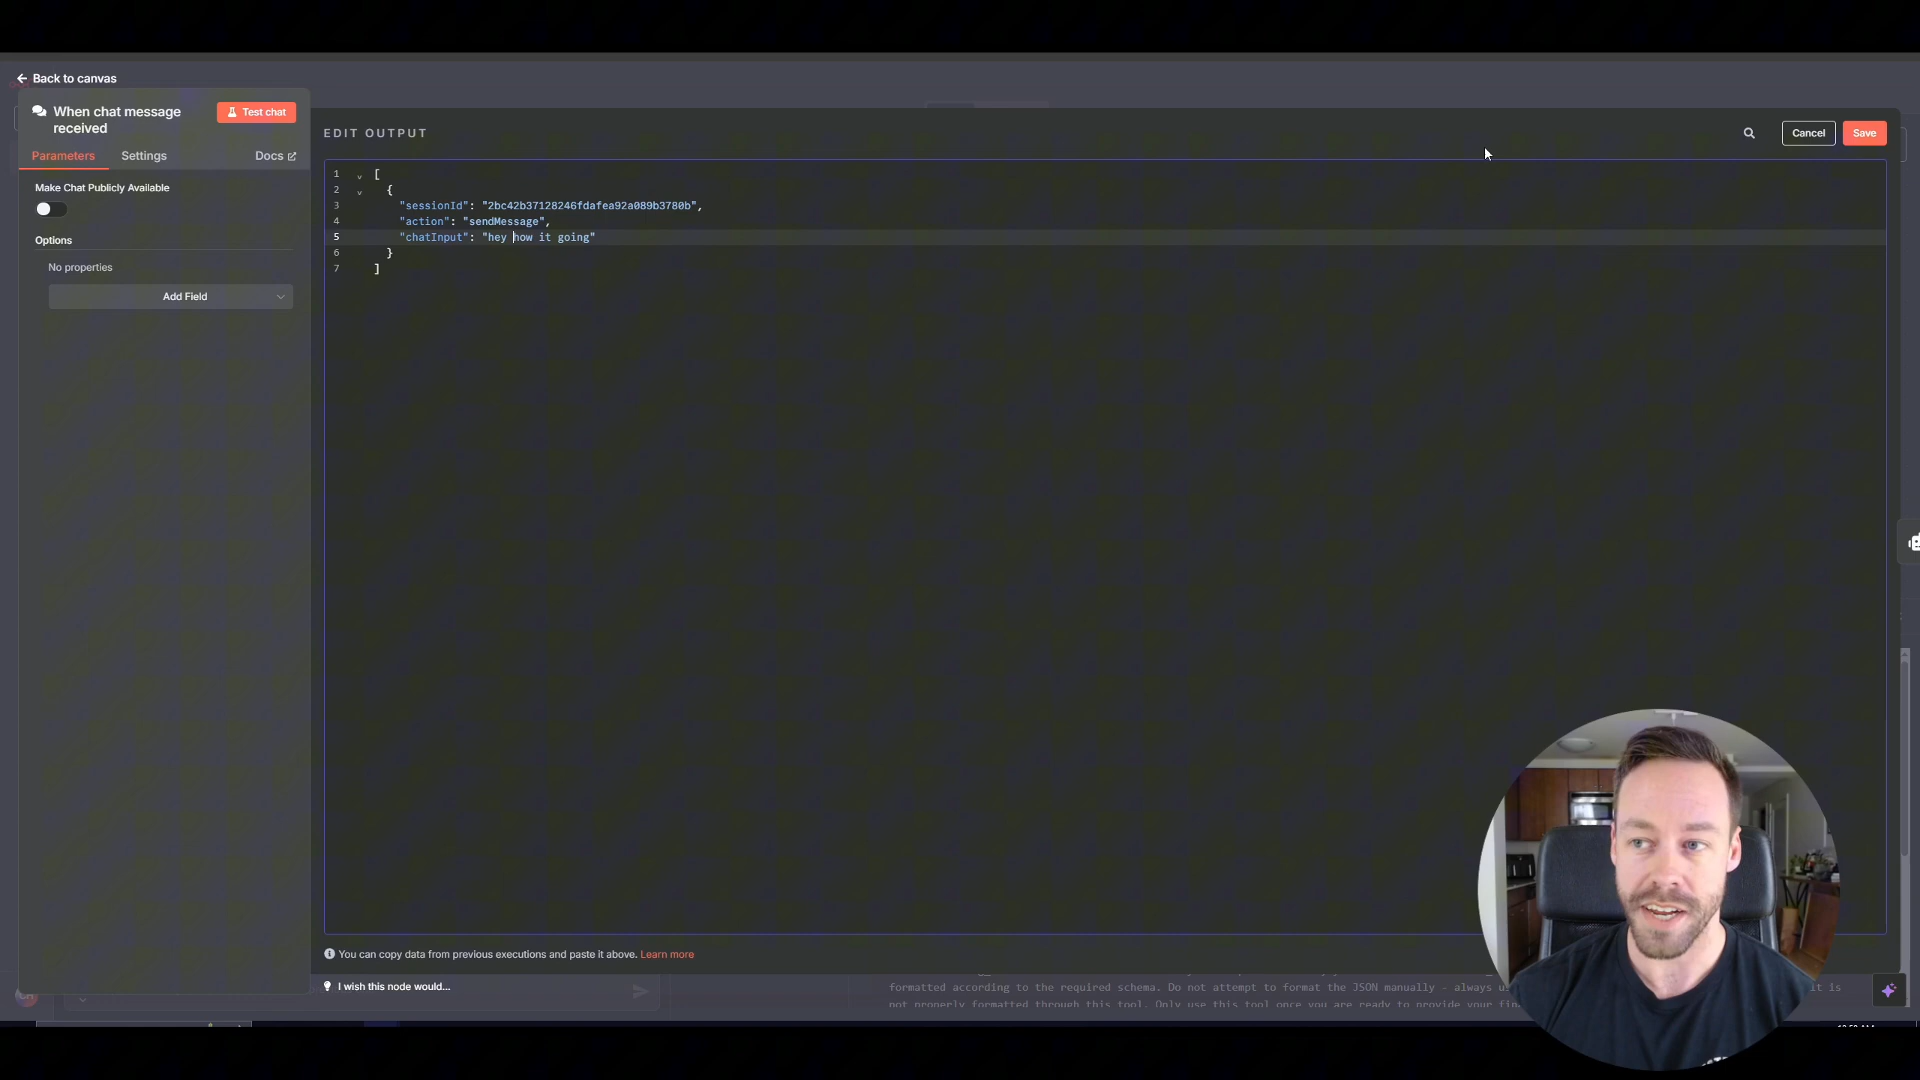 Back to canvas
When chat message
received
Test chat
Parameters
Settings
Docs
Make Chat Publicly Available
Options
No properties
Add Field
EDIT OUTPUT
Cancel
Save
1 [
2 {
3 "sessionId": "2bc42b37128246fdafea92a089b3780b",
4 "action": "sendMessage",
5 "chatInput": "hey how it going"
6 }
7 ]
You can copy data from previous executions and paste it above. Learn more
I wish this node would...
formatted according to the required schema. Do not attempt to format the JSON manually - always
it is
not properly formatted through this tool. Only use this tool once you are ready to provide your